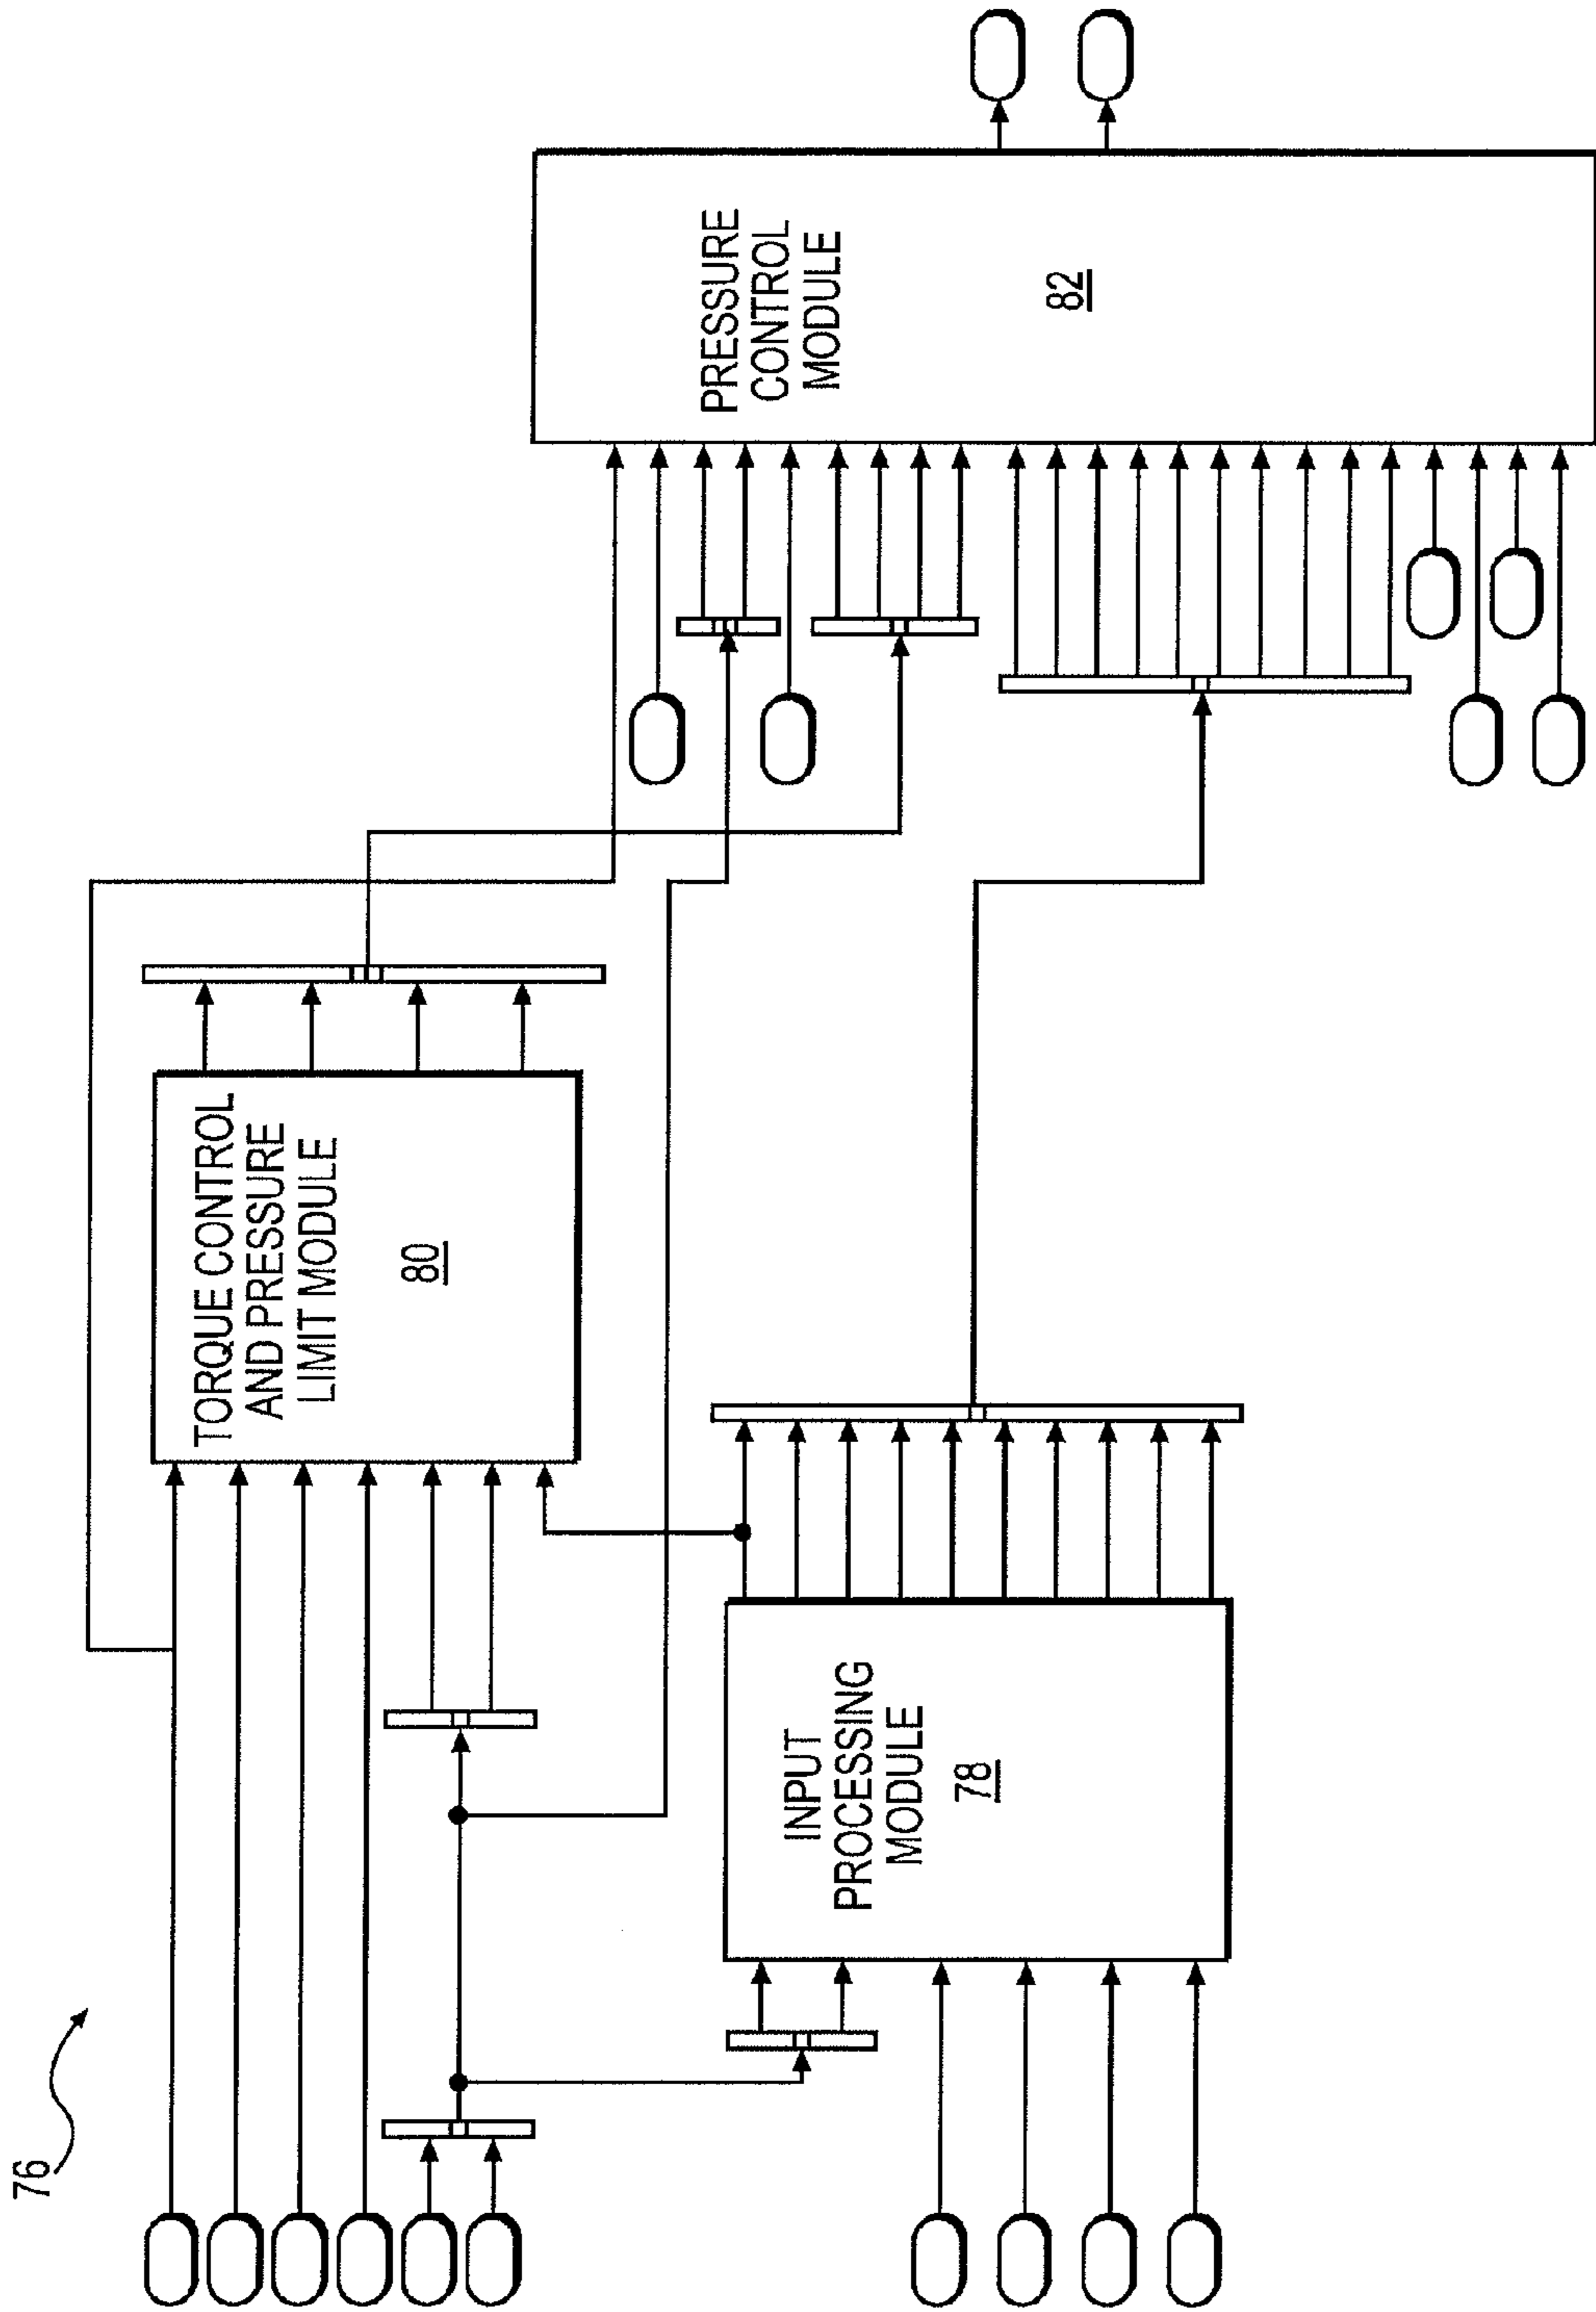 76
TORQUE CONTROL
AND PRESSURE
LIMIT MODULE
80
INPUT
PROCESSING
MODULE
78
PRESSURE
CONTROL
MODULE
82